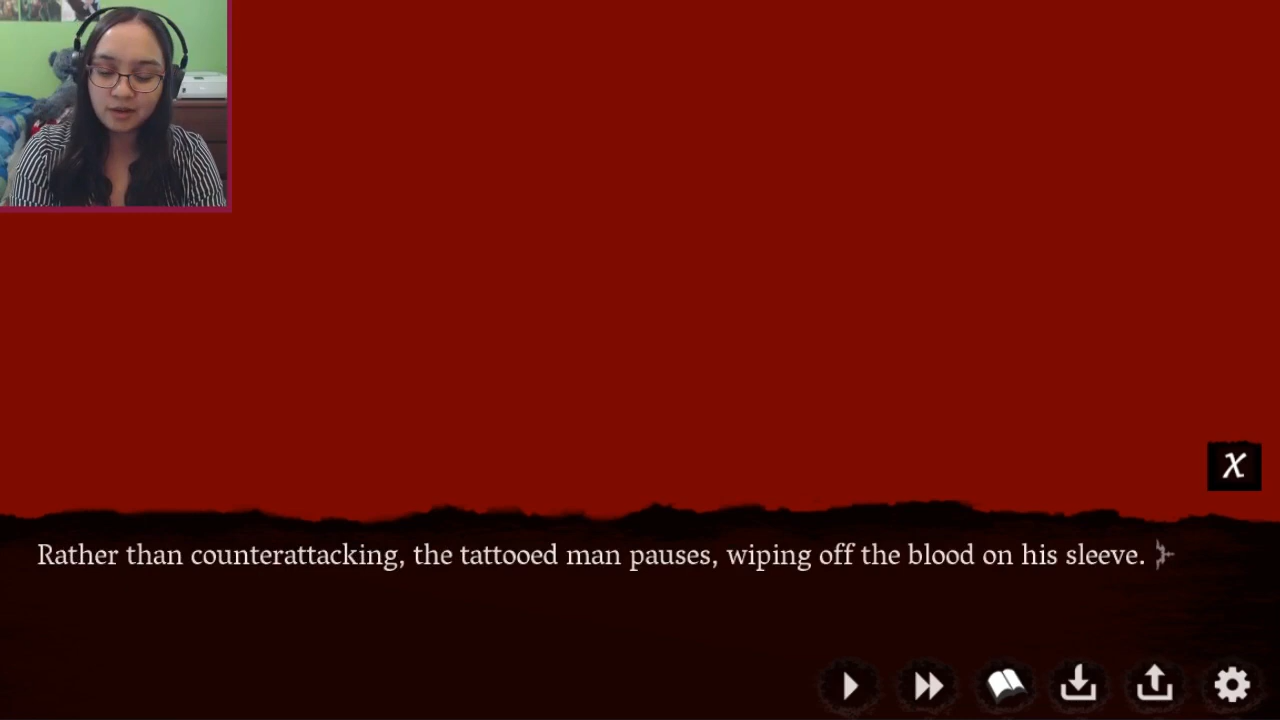 X
Rather than counterattacking, the tattooed man pauses, wiping off the blood on his sleeve.